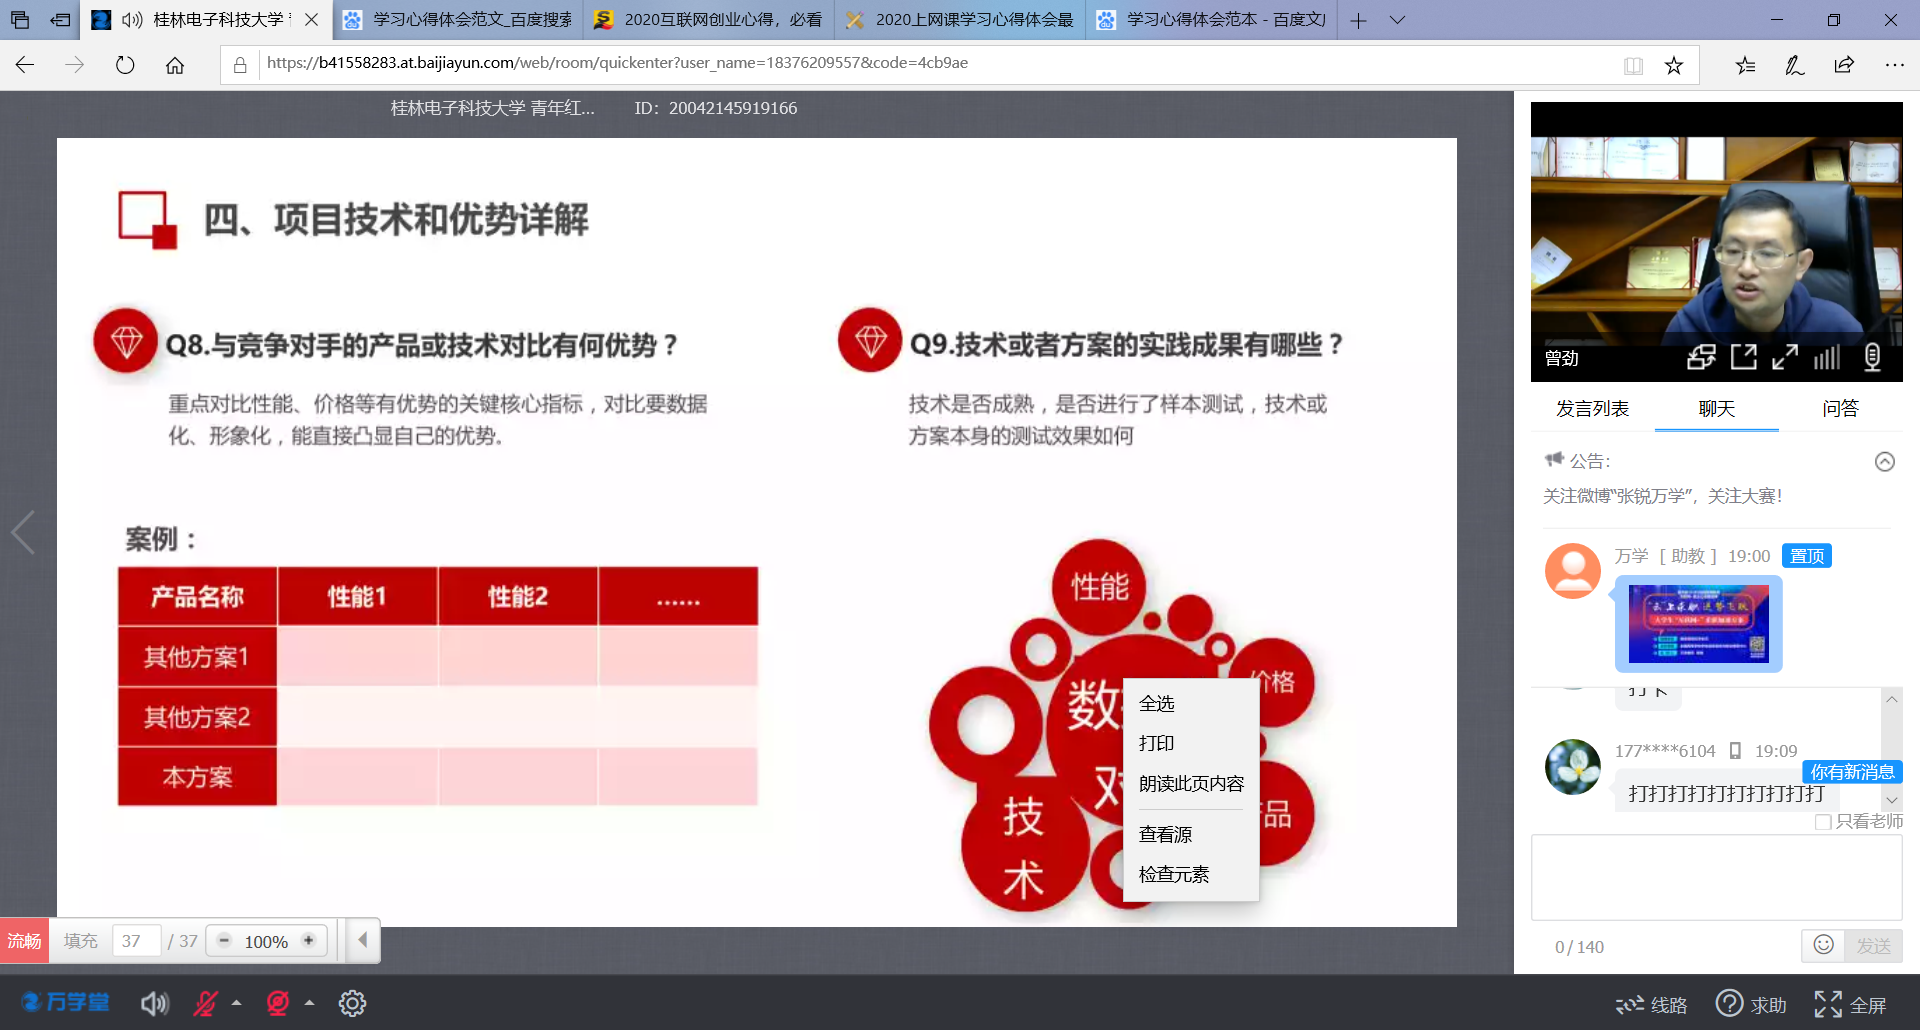 桂林电子科技大学
学习心得体会范文_百度搜索
2020互联网创业心得，必看
2020上网课学习心得体会最
学习心得体会范本 - 百度文库
https://b41558283.at.baijiayun.com/web/room/quickenter?user_name=18376209557&code=4cb9ae
桂林电子科技大学 青年红...
ID：20042145919166
四、项目技术和优势详解
Q8.与竞争对手的产品或技术对比有何优势？
重点对比性能、价格等有优势的关键核心指标，对比要数据
化、形象化，能直接凸显自己的优势。
Q9.技术或者方案的实践成果有哪些？
技术是否成熟，是否进行了样本测试，技术或
方案本身的测试效果如何
案例：
产品名称 性能1 性能2 ......
其他方案1
其他方案2
本方案
性能
价格
数
对
品
技
术
全选
打印
朗读此页内容
查看源
检查元素
曾劲
发言列表 聊天 问答
公告：
关注微博“张锐万学”，关注大赛！
万学 [ 助教 ] 19:00 置顶
打卡
177****6104 19:09
你有新消息
打打打打打打打打打打
只看老师
0 / 140
发送
流畅 填充 37 / 37 100%
万学堂
线路 求助 全屏